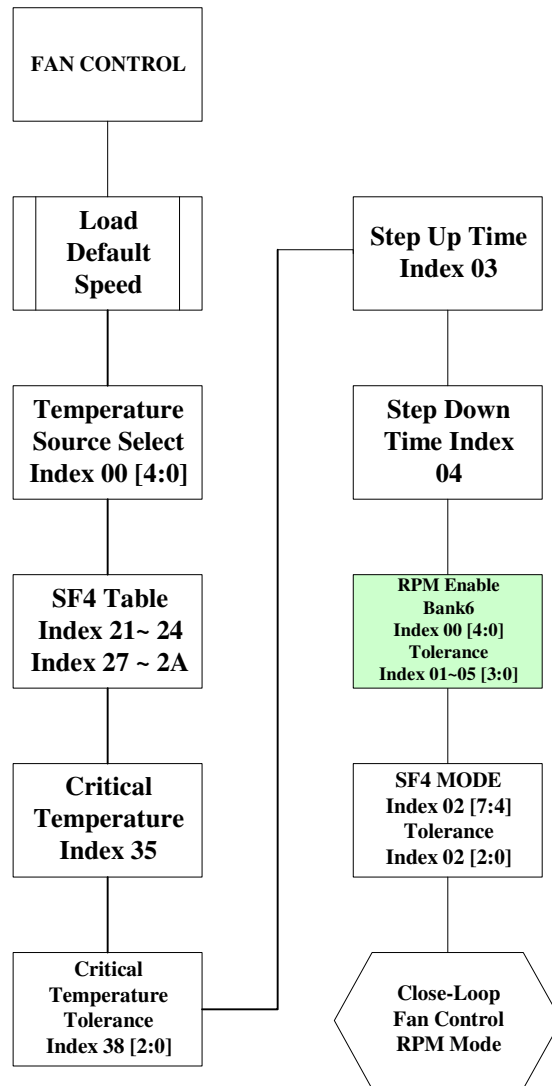 FAN CONTROL
Load
Default
Speed
Temperature
Source Select
Index 00 [4:0]
SF4 Table
Index 21~ 24
Index 27 ~ 2A
Critical
Temperature
Index 35
Critical
Temperature
Tolerance
Index 38 [2:0]
Step Up Time
Index 03
Step Down
Time Index
04
RPM Enable
Bank6
Index 00 [4:0]
Tolerance
Index 01~05 [3:0]
SF4 MODE
Index 02 [7:4]
Tolerance
Index 02 [2:0]
Close-Loop
Fan Control
RPM Mode